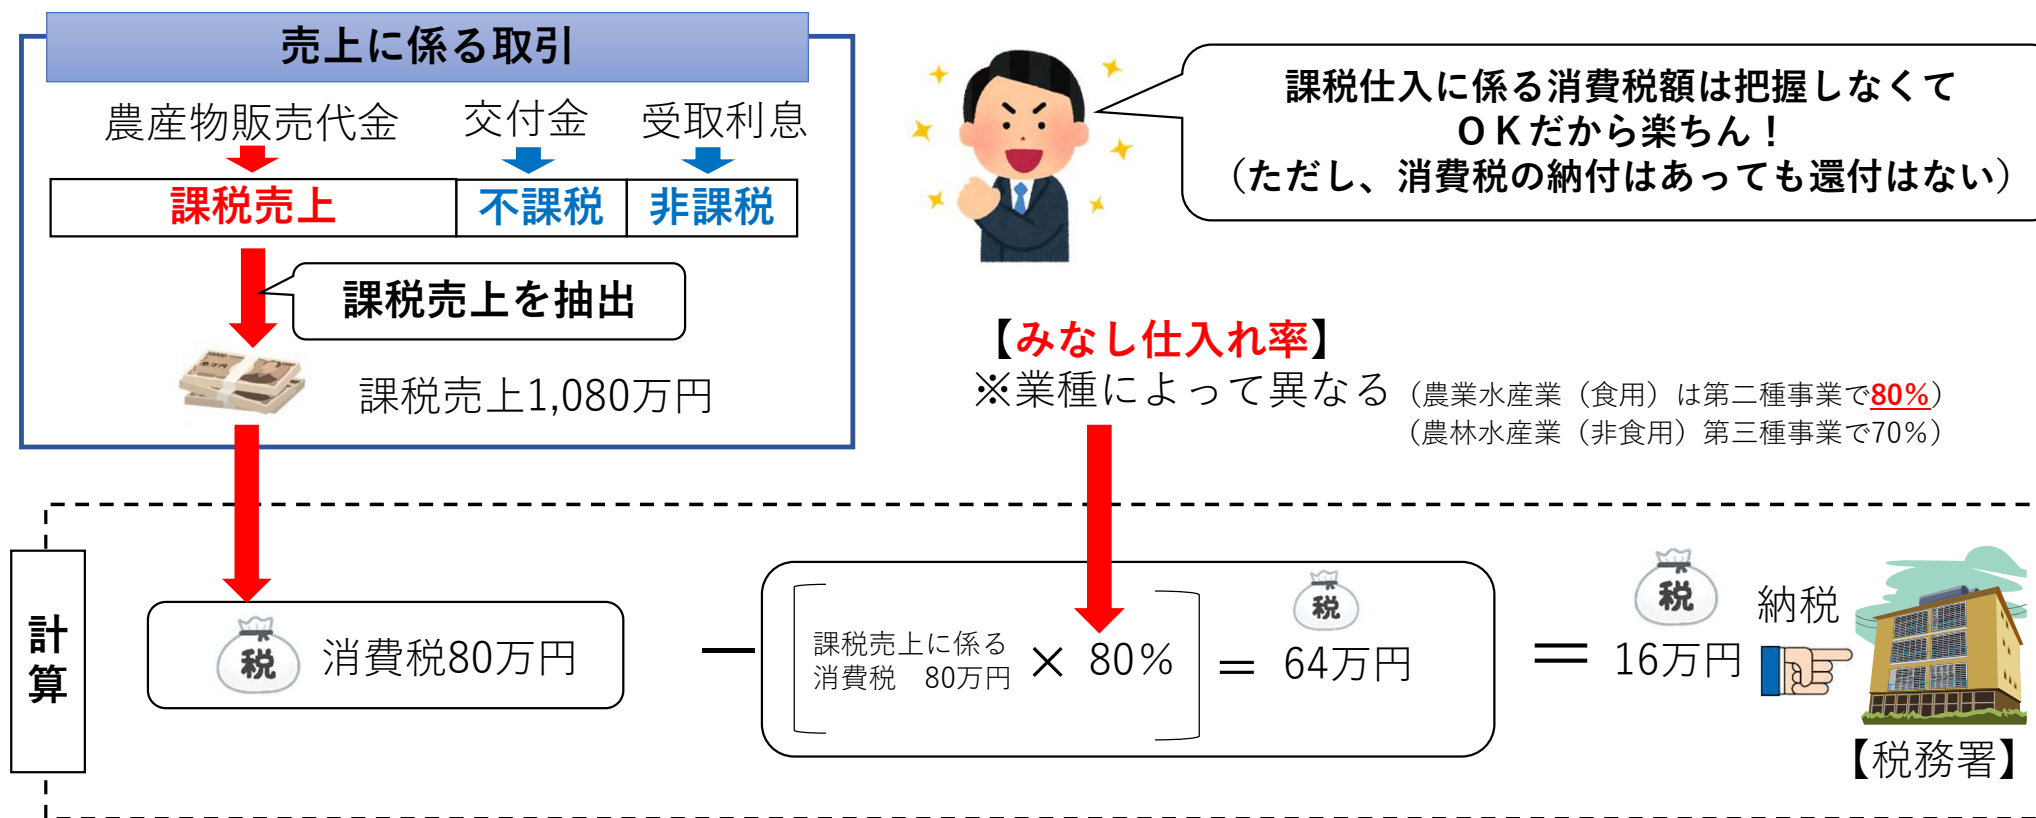 売上に係る取引
農産物販売代金 交付金 受取利息
課税売上 不課税 非課税
課税売上を抽出
課税売上1,080万円
課税仕入に係る消費税額は把握しなくて
ＯＫだから楽ちん！
（ただし、消費税の納付はあっても還付はない）
【みなし仕入れ率】
※業種によって異なる（農業水産業（食用）は第二種事業で80%）
（農林水産業（非食用）第三種事業で70%）
計算
税 消費税80万円
－
課税売上に係る
消費税　80万円
× 80% ＝
税
64万円
＝
税
16万円
納税
【税務署】